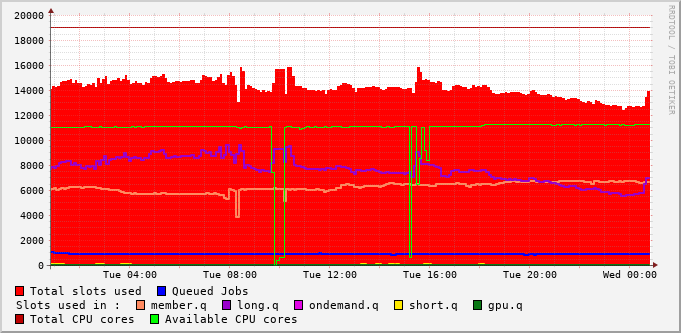 20000
18000
16000
14000
12000
10000
8000
6000
4000
2000
0
Tue 04:00 Tue 08:00 Tue 12:00 Tue 16:00 Tue 20:00 Wed 00:00
Total slots used Queued Jobs
Slots used in : member.q long.q ondemand.q short.q gpu.q
Total CPU cores Available CPU cores
RRDTOOL / TOBI OETIKER